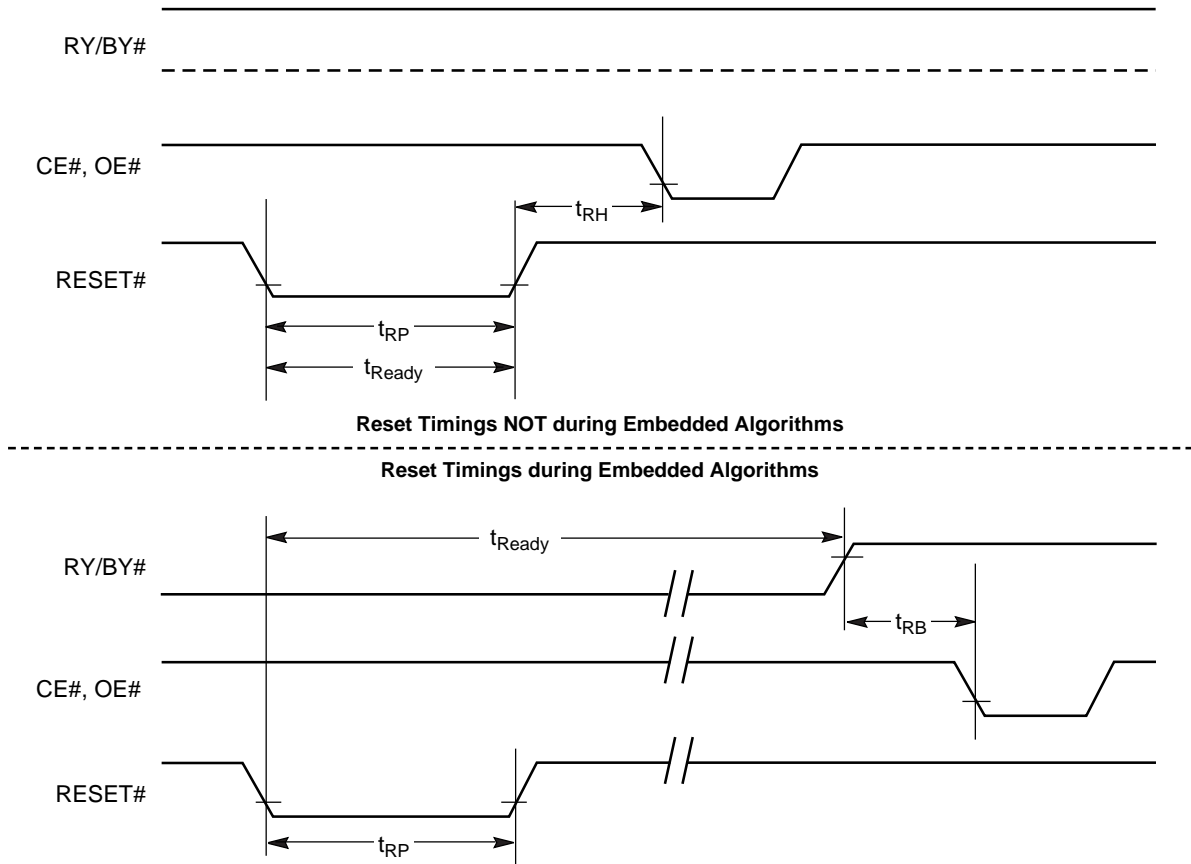 RY/BY#
CE#, OE#
tRH
RESET#
tRP
tReady
Reset Timings NOT during Embedded Algorithms
Reset Timings during Embedded Algorithms
tReady
RY/BY#
tRB
CE#, OE#
RESET#
tRP